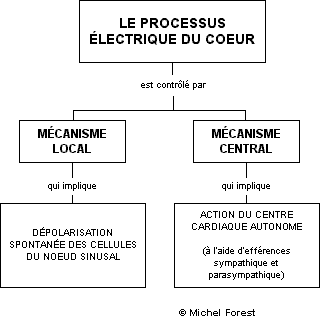 LE PROCESSUS
ÉLECTRIQUE DU COEUR
est contrôlé par
MÉCANISME
LOCAL
MÉCANISME
CENTRAL
qui implique
qui implique
DÉPOLARISATION
SPONTANÉE DES CELLULES
DU NOEUD SINUSAL
ACTION DU CENTRE
CARDIAQUE AUTONOME
(à l'aide d'efférences
sympathique et
parasympathique)
© Michel Forest